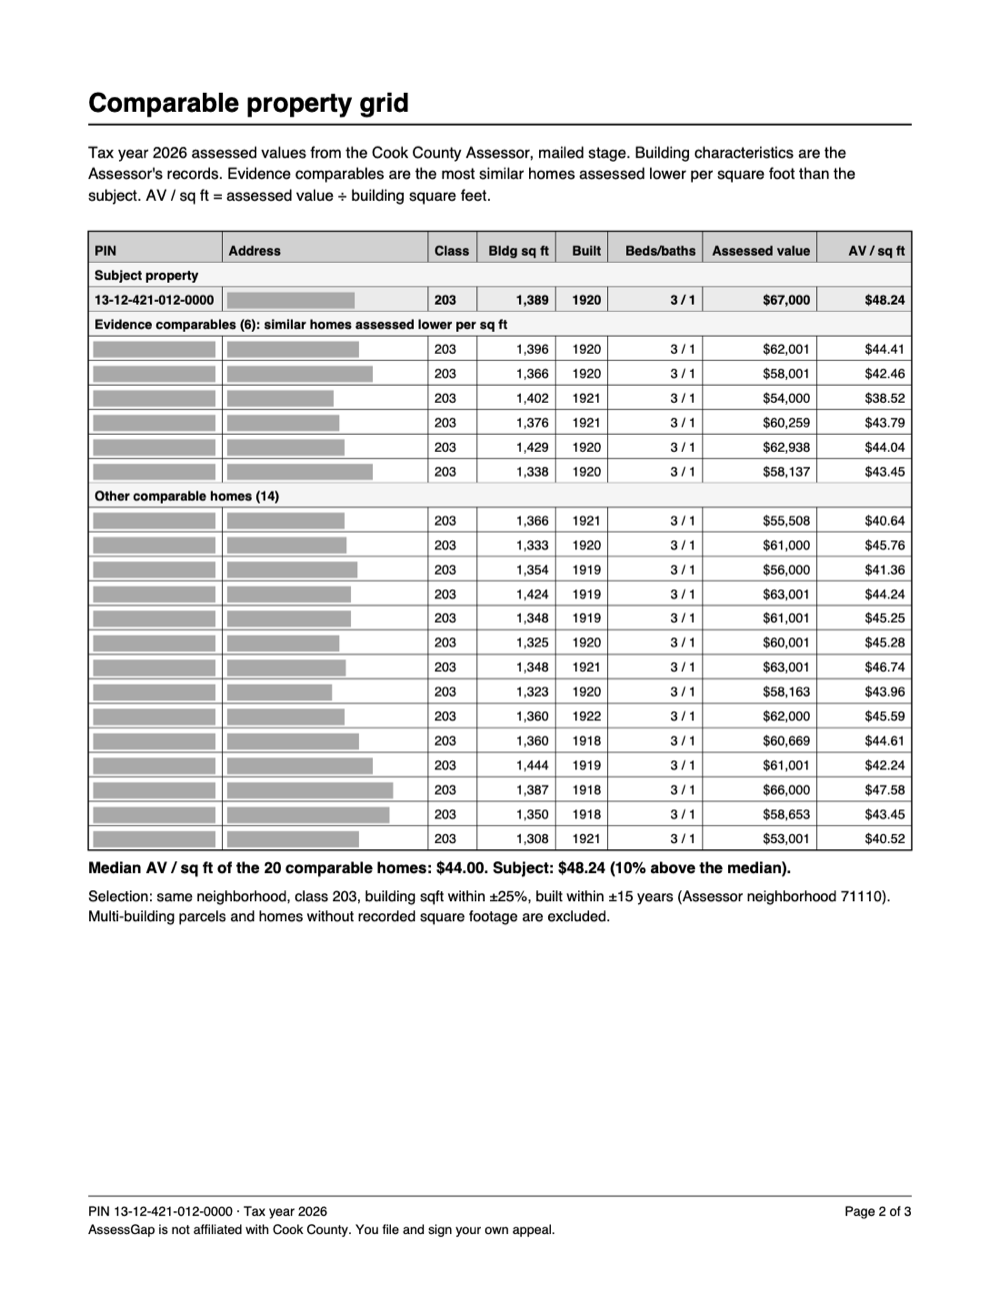 Comparable property grid
Tax year 2026 assessed values from the Cook County Assessor, mailed stage. Building characteristics are the
Assessor's records. Evidence comparables are the most similar homes assessed lower per square foot than the
subject. AV / sq ft = assessed value ÷ building square feet.
PIN Address Class Bldg sq ft Built Beds/baths Assessed value AV / sq ft
Subject property
13-12-421-012-0000 203 1,389 1920 3 / 1 $67,000 $48.24
Evidence comparables (6): similar homes assessed lower per sq ft
203 1,396 1920 3 / 1 $62,001 $44.41
203 1,366 1920 3 / 1 $58,001 $42.46
203 1,402 1921 3 / 1 $54,000 $38.52
203 1,376 1921 3 / 1 $60,259 $43.79
203 1,429 1920 3 / 1 $62,938 $44.04
203 1,338 1920 3 / 1 $58,137 $43.45
Other comparable homes (14)
203 1,366 1921 3 / 1 $55,508 $40.64
203 1,333 1920 3 / 1 $61,000 $45.76
203 1,354 1919 3 / 1 $56,000 $41.36
203 1,424 1919 3 / 1 $63,001 $44.24
203 1,348 1919 3 / 1 $61,001 $45.25
203 1,325 1920 3 / 1 $60,001 $45.28
203 1,348 1921 3 / 1 $63,001 $46.74
203 1,323 1920 3 / 1 $58,163 $43.96
203 1,360 1922 3 / 1 $62,000 $45.59
203 1,360 1918 3 / 1 $60,669 $44.61
203 1,444 1919 3 / 1 $61,001 $42.24
203 1,387 1918 3 / 1 $66,000 $47.58
203 1,350 1918 3 / 1 $58,653 $43.45
203 1,308 1921 3 / 1 $53,001 $40.52
Median AV / sq ft of the 20 comparable homes: $44.00. Subject: $48.24 (10% above the median).
Selection: same neighborhood, class 203, building sqft within ±25%, built within ±15 years (Assessor neighborhood 71110).
Multi-building parcels and homes without recorded square footage are excluded.
PIN 13-12-421-012-0000 · Tax year 2026 Page 2 of 3
AssessGap is not affiliated with Cook County. You file and sign your own appeal.